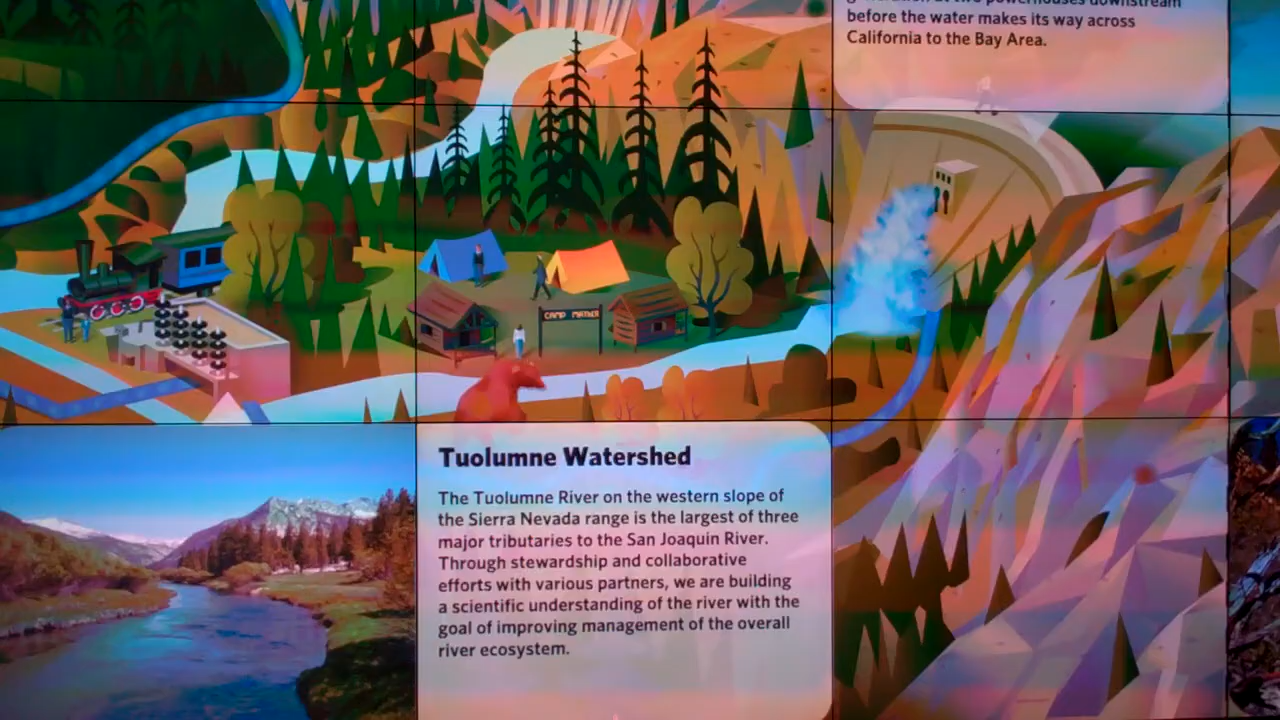 before the water makes its way across
California to the Bay Area.
CAMP MATHER
Tuolumne Watershed
The Tuolumne River on the western slope of
the Sierra Nevada range is the largest of three
major tributaries to the San Joaquin River.
Through stewardship and collaborative
efforts with various partners, we are building
a scientific understanding of the river with the
goal of improving management of the overall
river ecosystem.